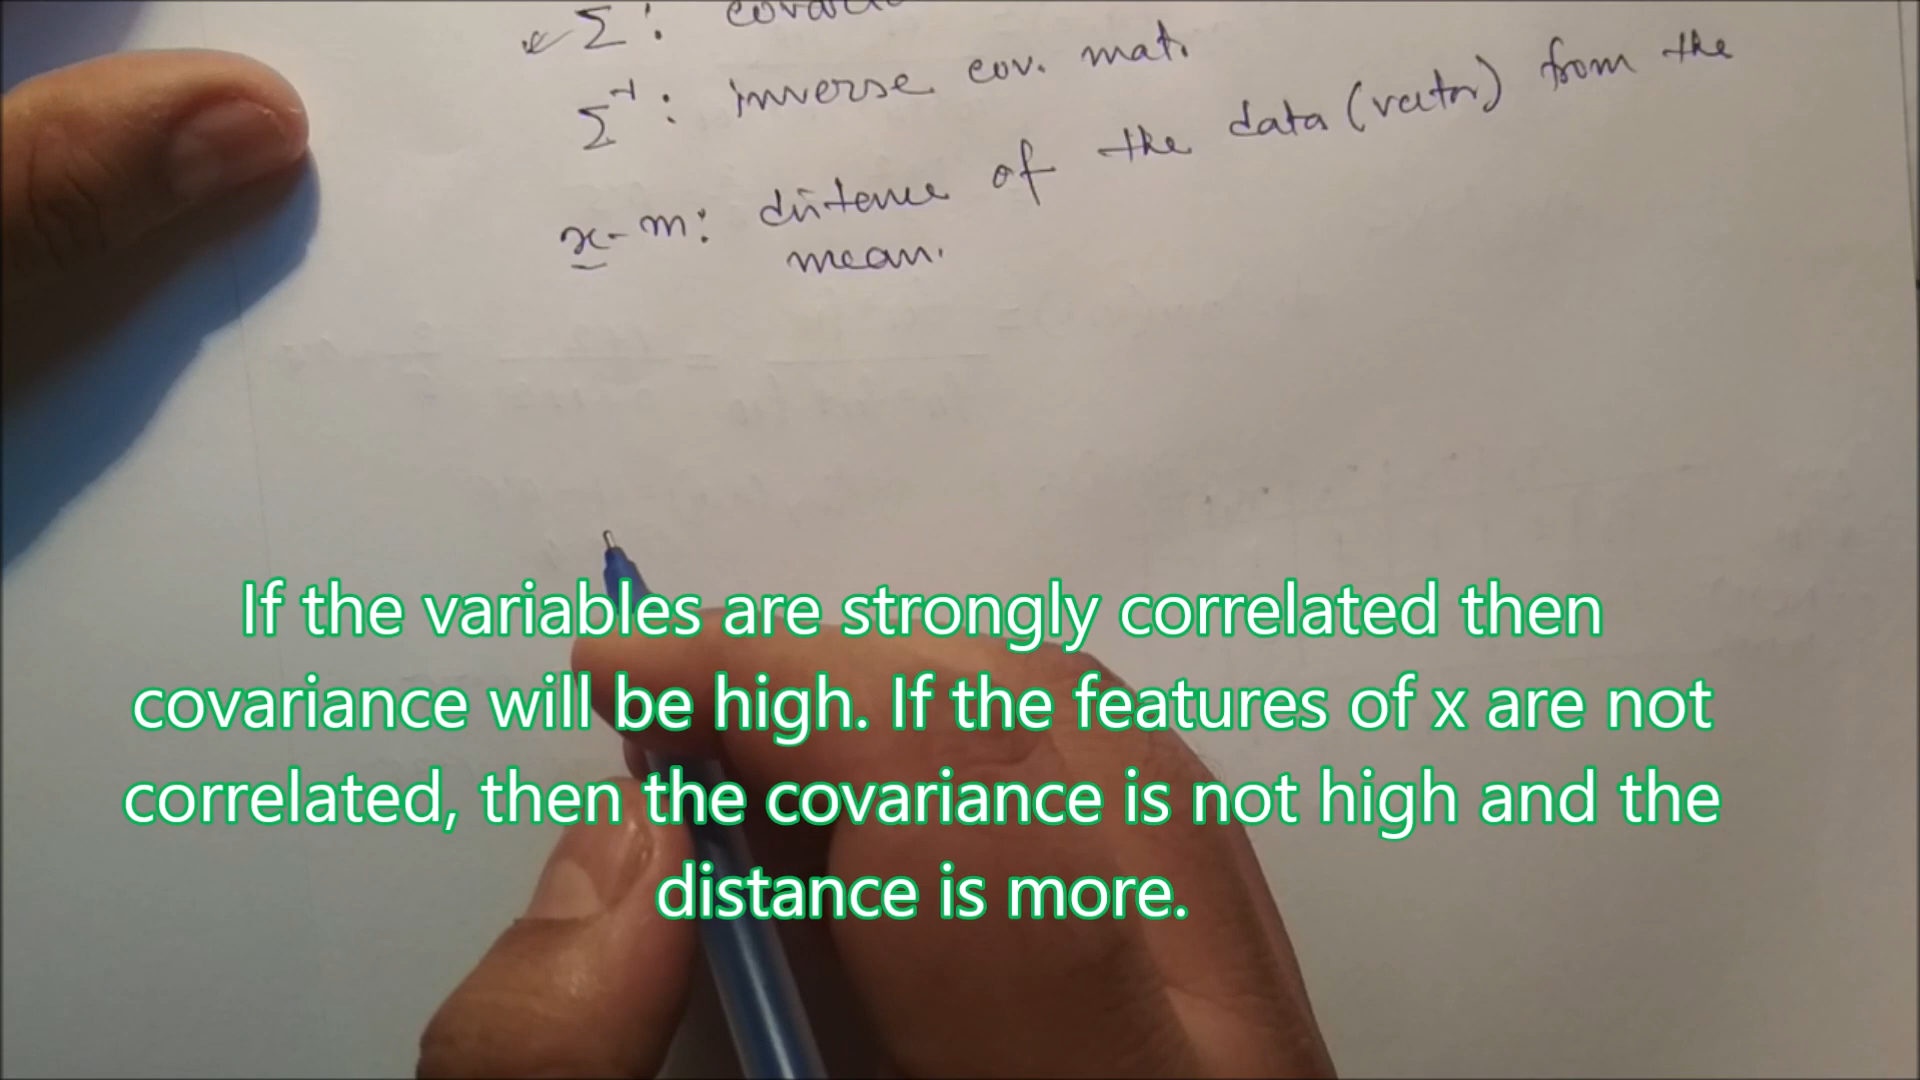 Σ :
Σ⁻¹ : inverse cov. mat.
x - m: distance of the data (vector) from the
mean.
If the variables are strongly correlated then
covariance will be high. If the features of x are not
correlated, then the covariance is not high and the
distance is more.